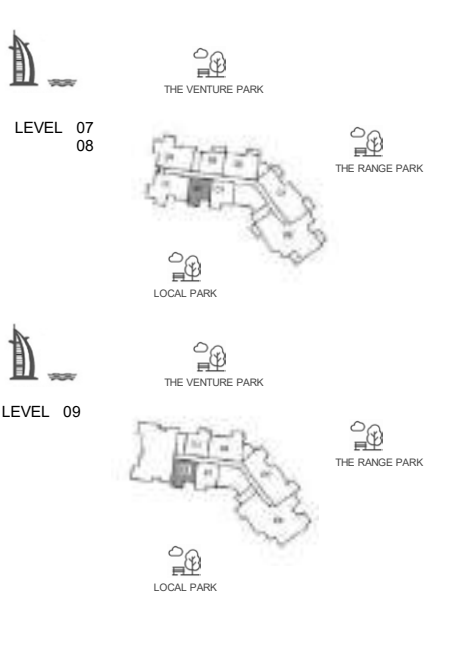 THE VENTURE PARK
LEVEL 07
08
THE RANGE PARK
LOCAL PARK
THE VENTURE PARK
LEVEL 09
THE RANGE PARK
LOCAL PARK